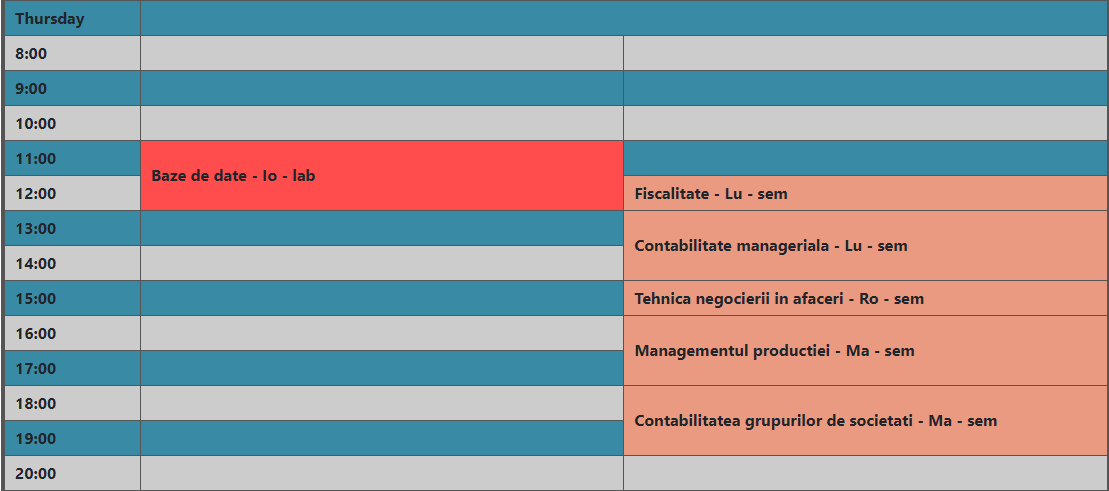 Thursday
8:00
9:00
10:00
11:00
Baze de date - Io - lab
12:00
Fiscalitate - Lu - sem
13:00
Contabilitate manageriala - Lu - sem
14:00
15:00
Tehnica negocierii in afaceri - Ro - sem
16:00
Managementul productiei - Ma - sem
17:00
18:00
Contabilitatea grupurilor de societati - Ma - sem
19:00
20:00